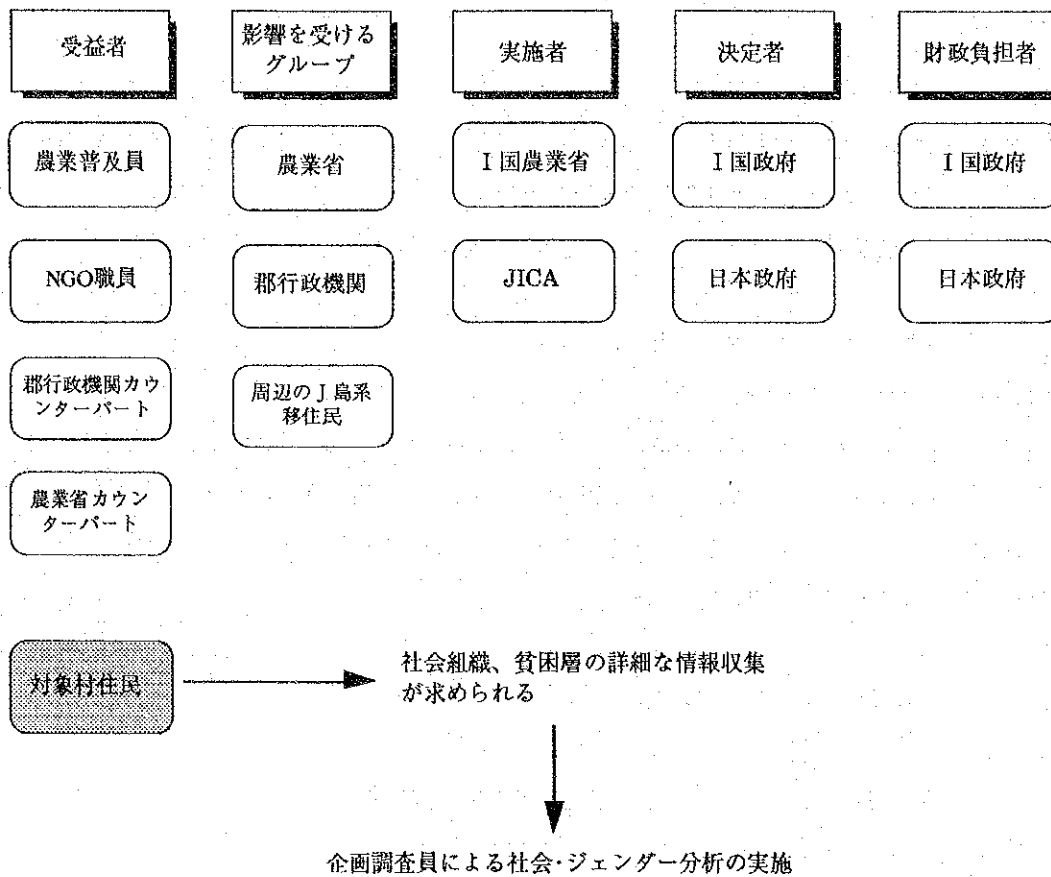 受益者
影響を受ける
グループ
実施者
決定者
財政負担者
農業普及員
農業省
I 国農業省
I 国政府
I 国政府
NGO職員
郡行政機関
JICA
日本政府
日本政府
郡行政機関カウ
ンターパート
周辺のJ島系
移住民
農業省カウン
ターパート
対象村住民
社会組織、貧困層の詳細な情報収集
が求められる
企画調査員による社会・ジェンダー分析の実施